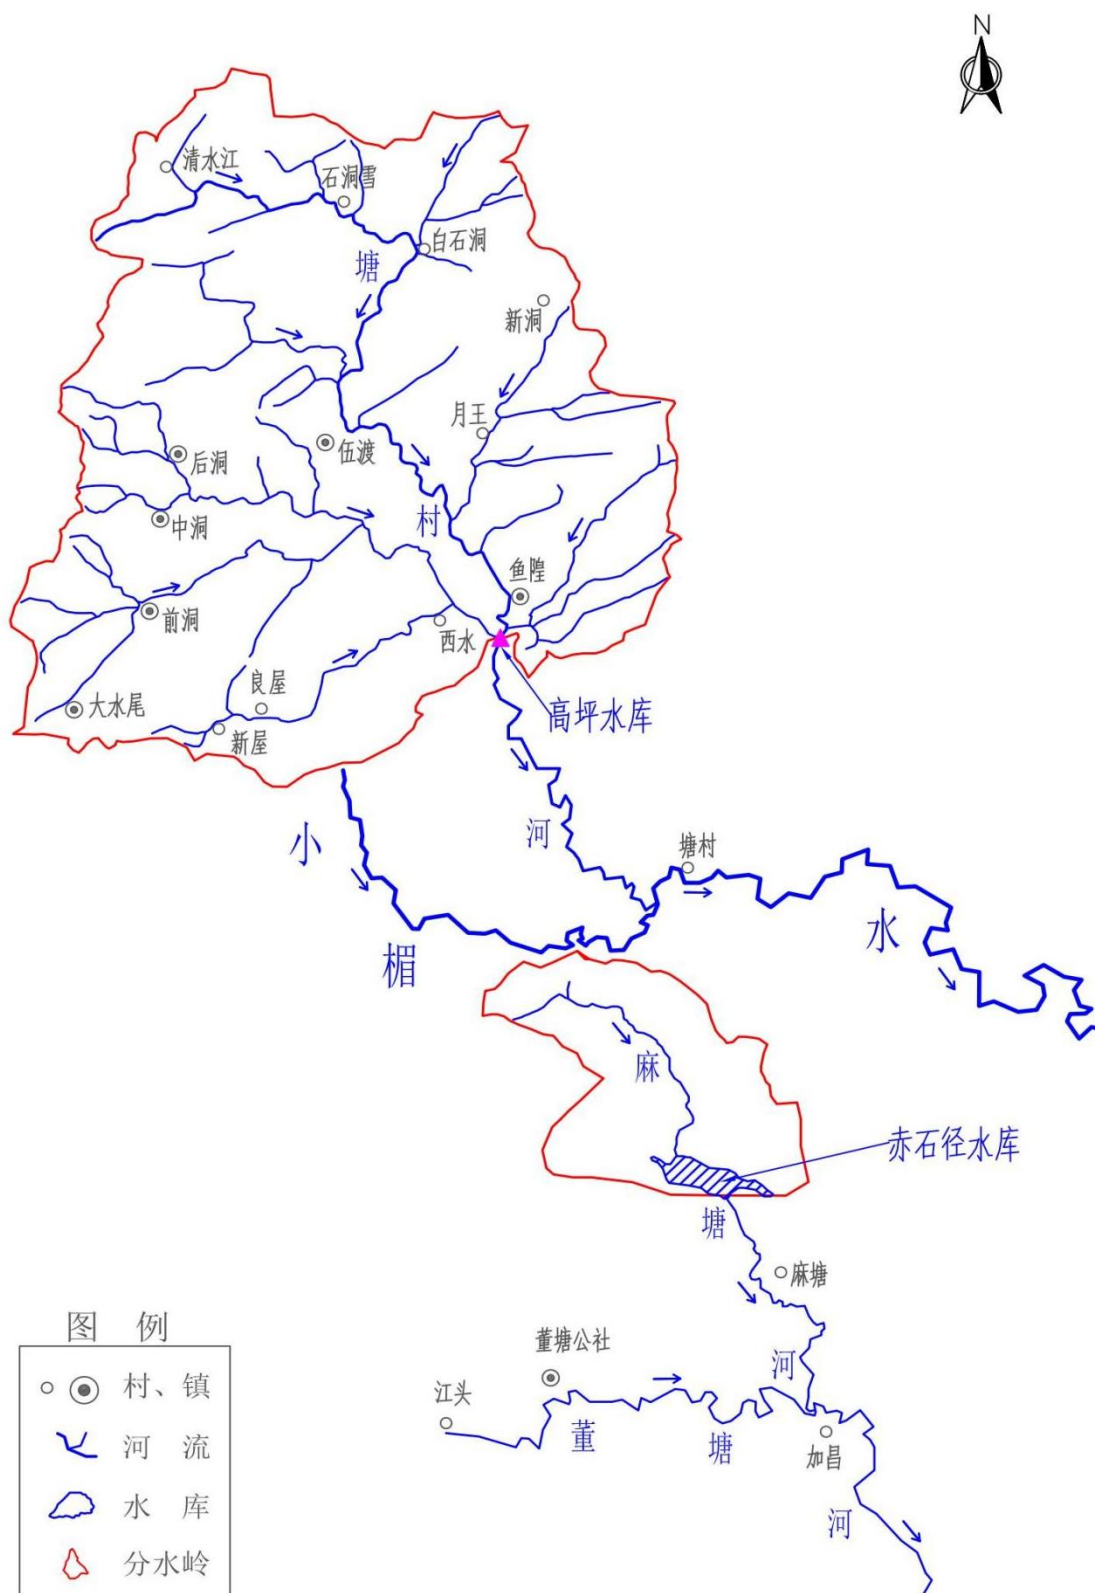 N
清水江
石洞雪
白石洞
塘
新洞
月王
伍渡
后洞
村
中洞
鱼隍
前洞
西水
良屋
大水尾
高坪水库
新屋
河
小
塘村
水
楣
麻
赤石径水库
塘
麻塘
图 例
董塘公社
河
村、镇
江头
董
塘
加昌
河 流
水 库
河
分水岭